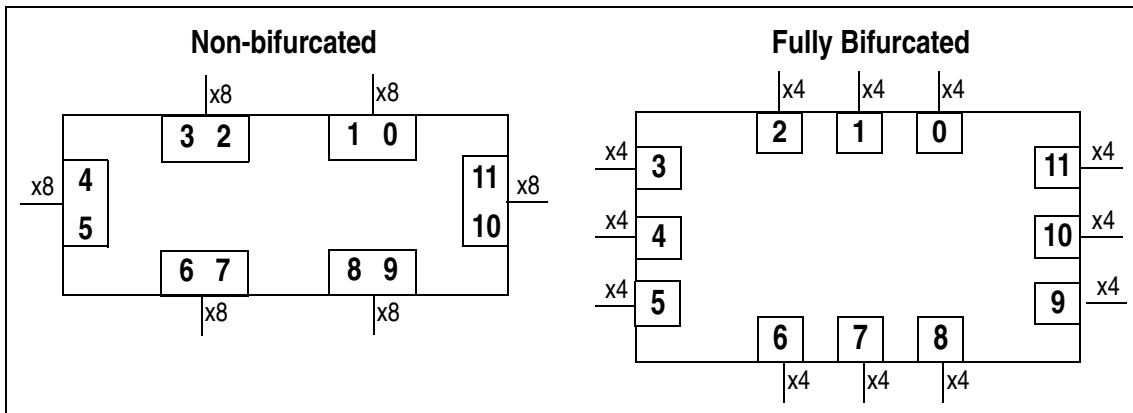 Non-bifurcated
x8 x8
3 2 1 0
x8 4 11 x8
5 10
6 7 8 9
x8 x8
Fully Bifurcated
x4 x4 x4
2 1 0
x4 3 11 x4
x4 4 10 x4
x4 5 9 x4
6 7 8
x4 x4 x4